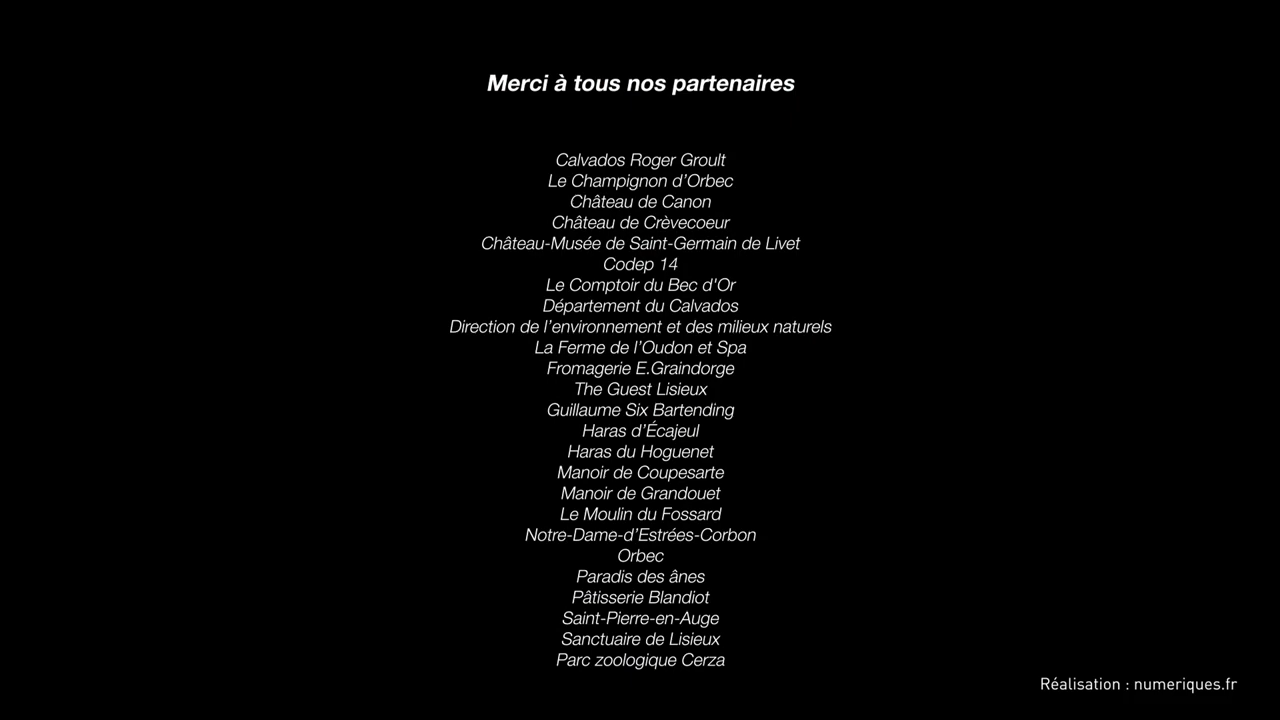 Merci à tous nos partenaires
Calvados Roger Groult
Le Champignon d’Orbec
Château de Canon
Château de Crèvecoeur
Château-Musée de Saint-Germain de Livet
Codep 14
Le Comptoir du Bec d'Or
Département du Calvados
Direction de l’environnement et des milieux naturels
La Ferme de l’Oudon et Spa
Fromagerie E.Graindorge
The Guest Lisieux
Guillaume Six Bartending
Haras d’Écajeul
Haras du Hoguenet
Manoir de Coupesarte
Manoir de Grandouet
Le Moulin du Fossard
Notre-Dame-d’Estrées-Corbon
Orbec
Paradis des ânes
Pâtisserie Blandiot
Saint-Pierre-en-Auge
Sanctuaire de Lisieux
Parc zoologique Cerza
Réalisation : numeriques.fr